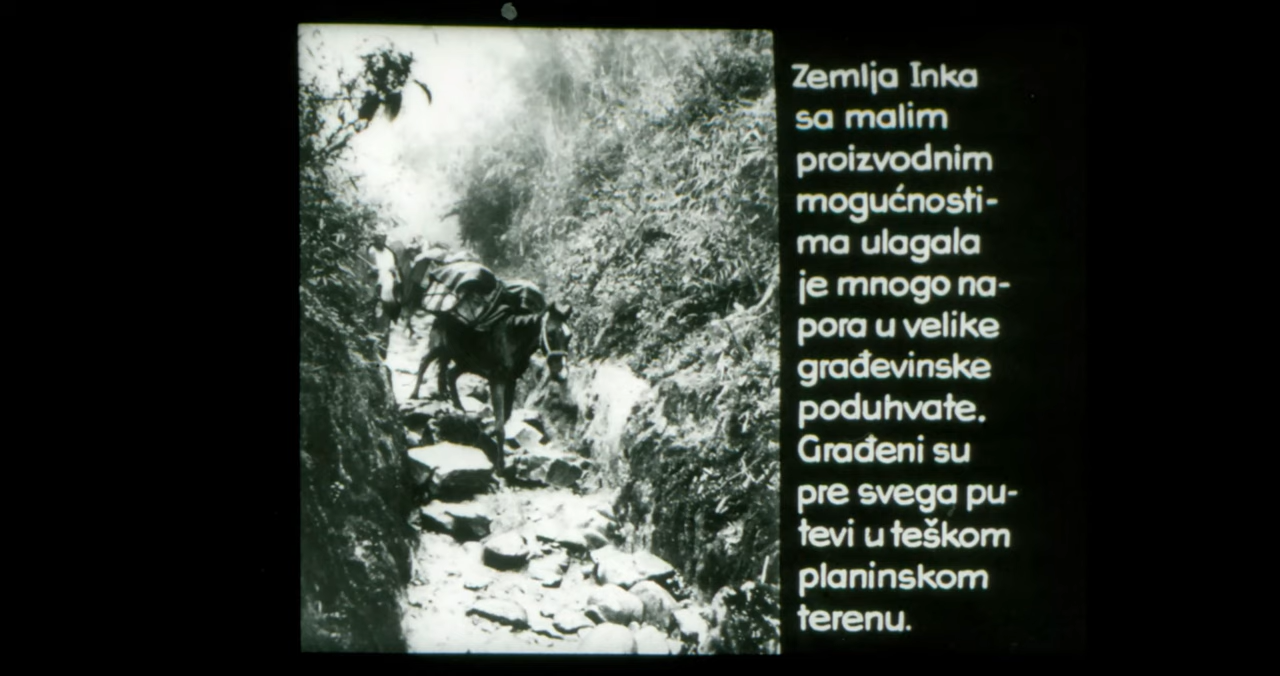 Zemlja Inka
sa malim
proizvodnim
mogućnosti-
ma ulagala
je mnogo na-
pora u velike
građevinske
poduhvate.
Građeni su
pre svega pu-
tevi u teškom
planinskom
terenu.